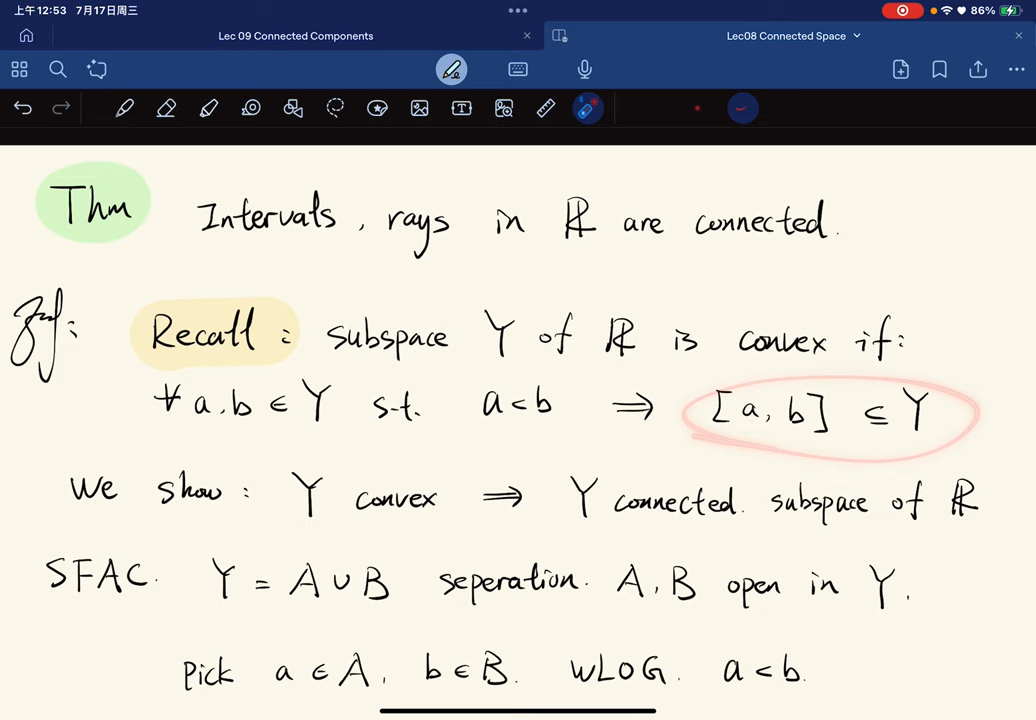 上午12:53 7月17日周三
86%
Lec 09 Connected Components
Lec08 Connected Space
Thm Intervals, rays in ℝ are connected.
Recall: subspace Y of ℝ is convex if:
∀ a, b ∈ Y s.t. a < b ⟹ [a, b] ⊆ Y
We show: Y convex ⟹ Y connected. subspace of ℝ
SFAC. Y = A ∪ B seperation. A, B open in Y.
Pick a ∈ A, b ∈ B. WLOG. a < b.